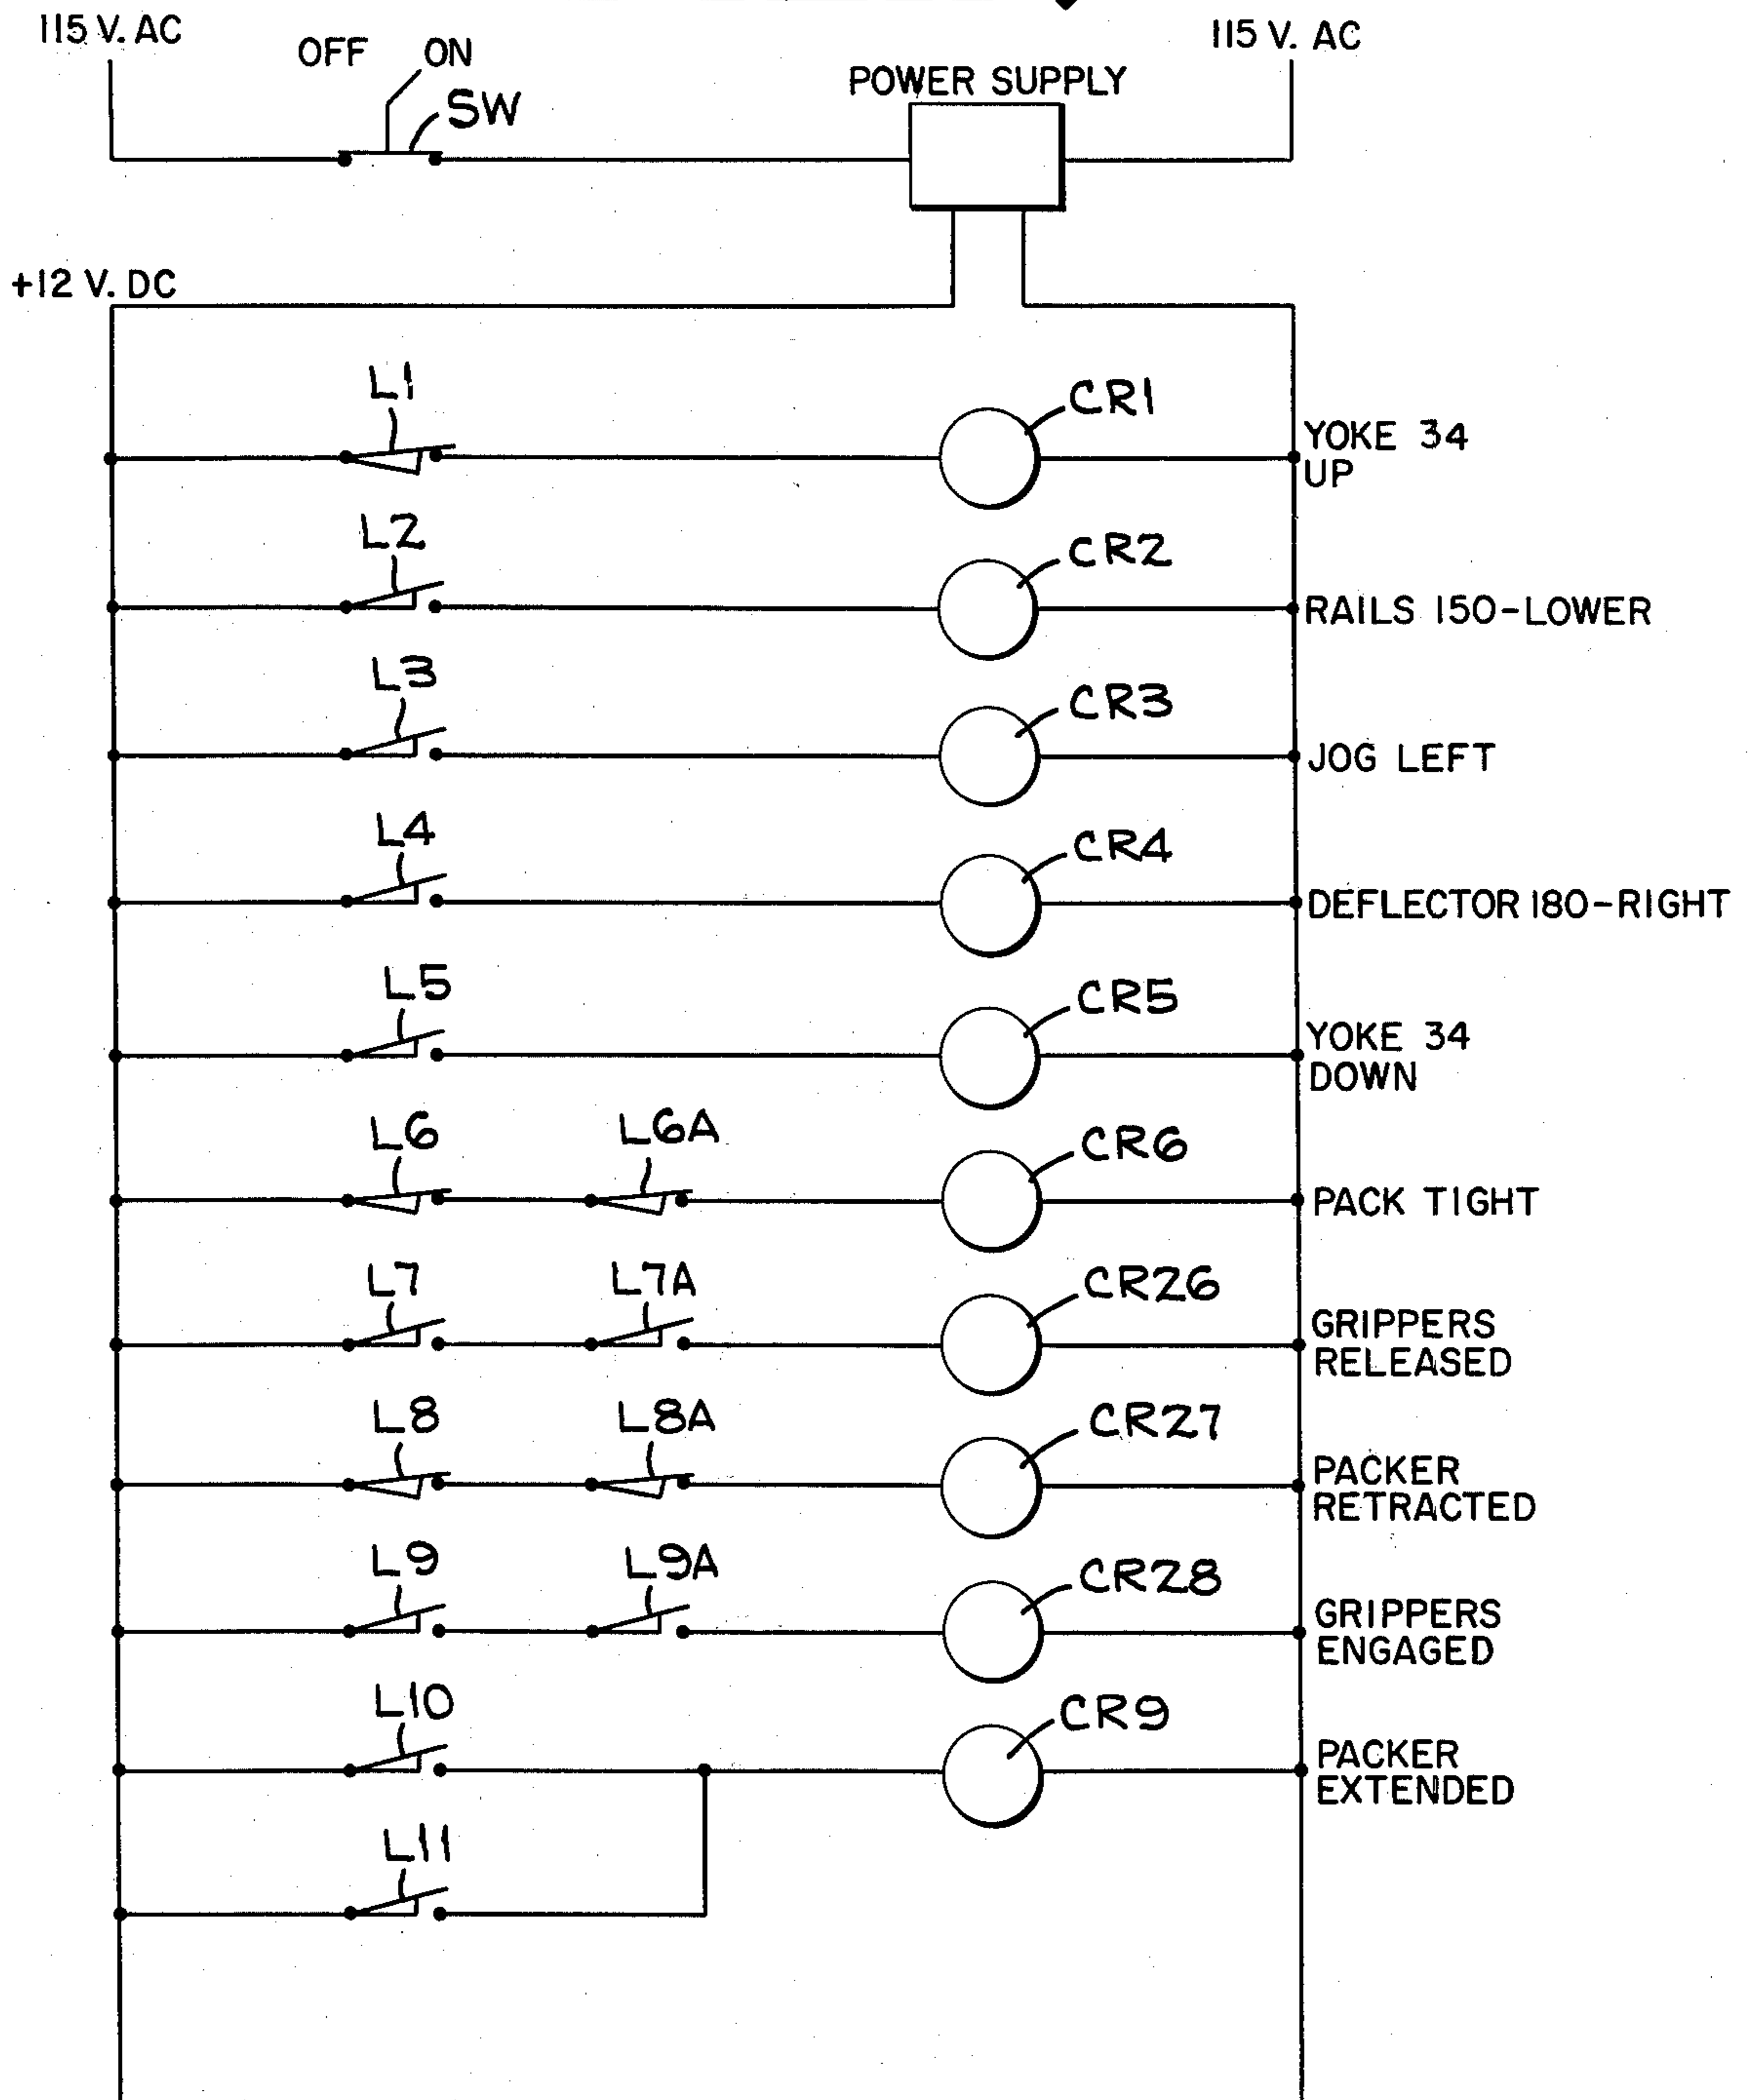 115 V. AC
OFF ON
SW
POWER SUPPLY
115 V. AC
+12 V. DC
L1
CR1
YOKE 34
UP
L2
CR2
RAILS 150-LOWER
L3
CR3
JOG LEFT
L4
CR4
DEFLECTOR 180-RIGHT
L5
CR5
YOKE 34
DOWN
L6
L6A
CR6
PACK TIGHT
L7
L7A
CR26
GRIPPERS
RELEASED
L8
L8A
CR27
PACKER
RETRACTED
L9
L9A
CR28
GRIPPERS
ENGAGED
L10
CR9
PACKER
EXTENDED
L11